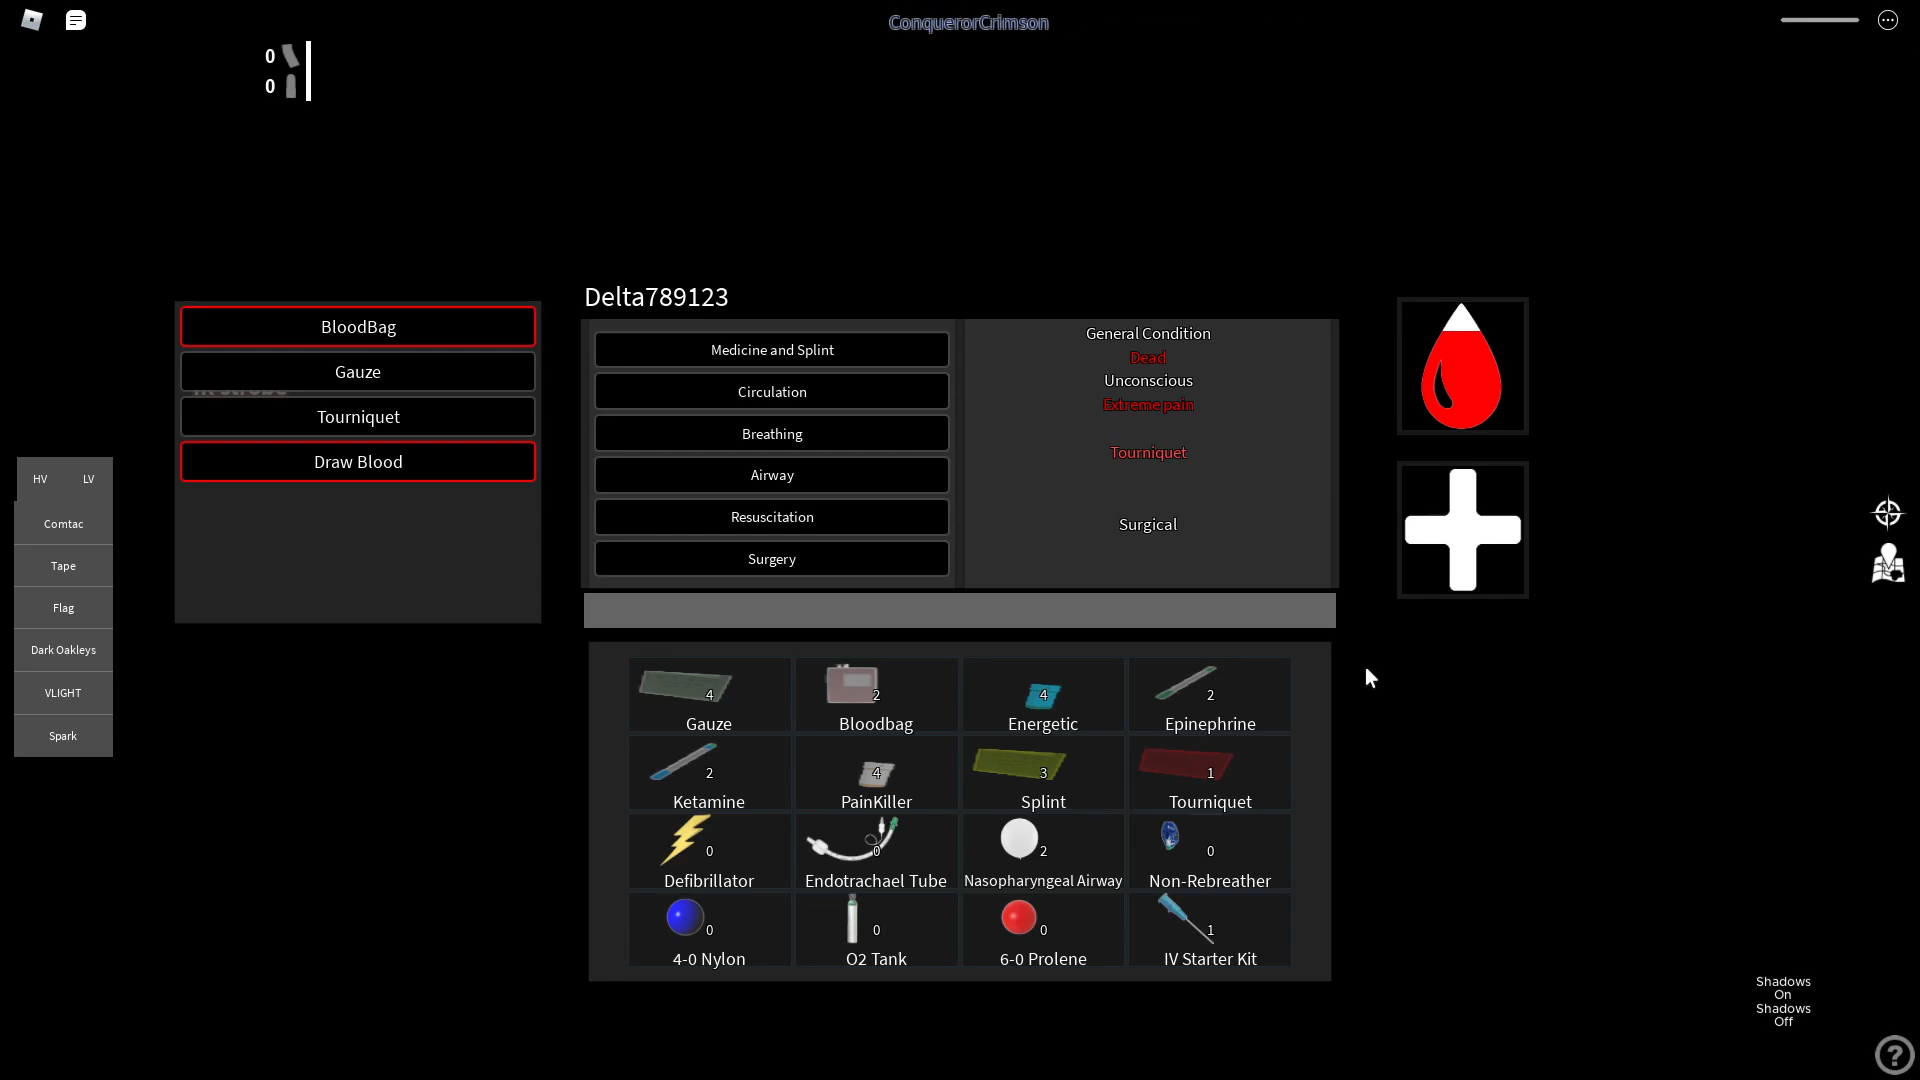 ConquerorCrimson
0
0
Delta789123
BloodBag
Gauze
Tourniquet
Draw Blood
Medicine and Splint
Circulation
Breathing
Airway
Resuscitation
Surgery
General Condition
Dead
Unconscious
Extreme pain
Tourniquet
Surgical
HV LV
Comtac
Tape
Flag
Dark Oakleys
VLIGHT
Spark
4 2 4 2
Gauze Bloodbag Energetic Epinephrine
2 4 3 1
Ketamine PainKiller Splint Tourniquet
0 0 2 0
Defibrillator Endotrachael Tube Nasopharyngeal Airway Non-Rebreather
0 0 0 1
4-0 Nylon O2 Tank 6-0 Prolene IV Starter Kit
Shadows
On
Shadows
Off
?